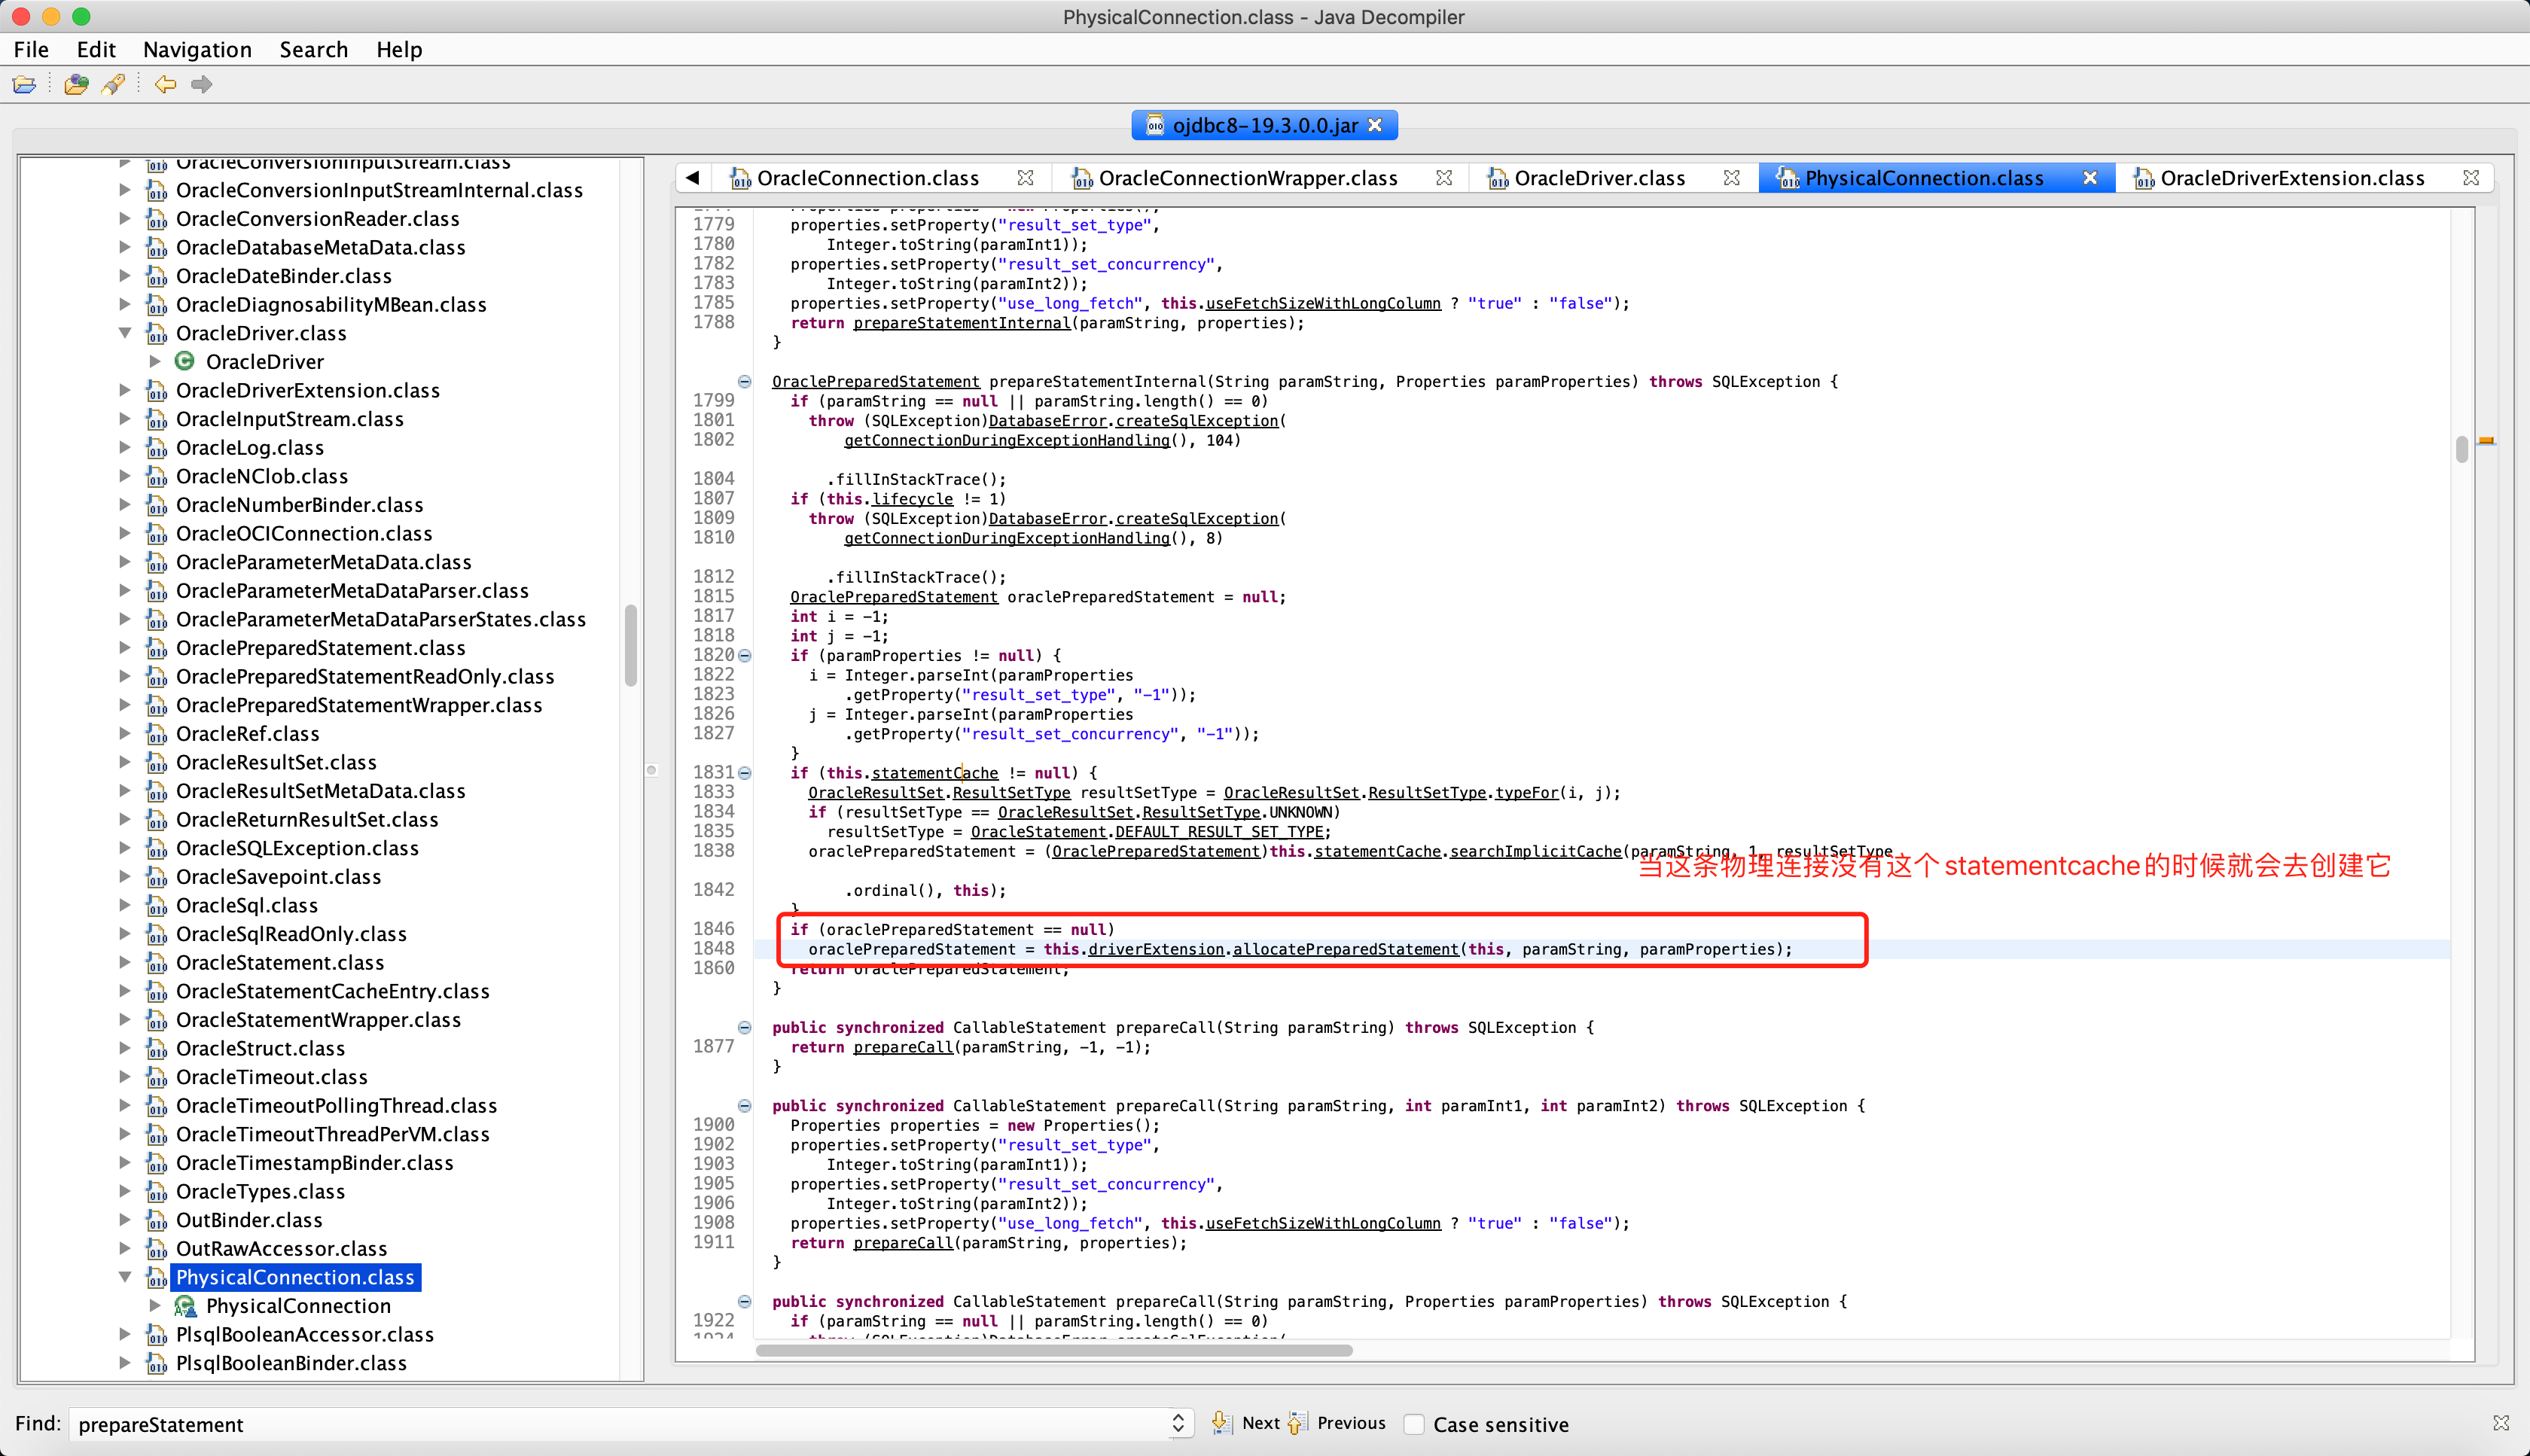 PhysicalConnection.class - Java Decompiler
File Edit Navigation Search Help
ojdbc8-19.3.0.0.jar
OracleConversionInputStream.class
OracleConversionInputStreamInternal.class
OracleConversionReader.class
OracleDatabaseMetaData.class
OracleDateBinder.class
OracleDiagnosabilityMBean.class
OracleDriver.class
OracleDriver
OracleDriverExtension.class
OracleInputStream.class
OracleLog.class
OracleNClob.class
OracleNumberBinder.class
OracleOCIConnection.class
OracleParameterMetaData.class
OracleParameterMetaDataParser.class
OracleParameterMetaDataParserStates.class
OraclePreparedStatement.class
OraclePreparedStatementReadOnly.class
OraclePreparedStatementWrapper.class
OracleRef.class
OracleResultSet.class
OracleResultSetMetaData.class
OracleReturnResultSet.class
OracleSQLException.class
OracleSavepoint.class
OracleSql.class
OracleSqlReadOnly.class
OracleStatement.class
OracleStatementCacheEntry.class
OracleStatementWrapper.class
OracleStruct.class
OracleTimeout.class
OracleTimeoutPollingThread.class
OracleTimeoutThreadPerVM.class
OracleTimestampBinder.class
OracleTypes.class
OutBinder.class
OutRawAccessor.class
PhysicalConnection.class
PhysicalConnection
PlsqlBooleanAccessor.class
PlsqlBooleanBinder.class
OracleConnection.class OracleConnectionWrapper.class OracleDriver.class PhysicalConnection.class OracleDriverExtension.class
Properties properties = new Properties();
1779 properties.setProperty("result_set_type",
1780 Integer.toString(paramInt1));
1782 properties.setProperty("result_set_concurrency",
1783 Integer.toString(paramInt2));
1785 properties.setProperty("use_long_fetch", this.useFetchSizeWithLongColumn ? "true" : "false");
1788 return prepareStatementInternal(paramString, properties);
}
OraclePreparedStatement prepareStatementInternal(String paramString, Properties paramProperties) throws SQLException {
1799 if (paramString == null || paramString.length() == 0)
1801 throw (SQLException)DatabaseError.createSqlException(
1802 getConnectionDuringExceptionHandling(), 104)
1804 .fillInStackTrace();
1807 if (this.lifecycle != 1)
1809 throw (SQLException)DatabaseError.createSqlException(
1810 getConnectionDuringExceptionHandling(), 8)
1812 .fillInStackTrace();
1815 OraclePreparedStatement oraclePreparedStatement = null;
1817 int i = -1;
1818 int j = -1;
1820 if (paramProperties != null) {
1822 i = Integer.parseInt(paramProperties
1823 .getProperty("result_set_type", "-1"));
1826 j = Integer.parseInt(paramProperties
1827 .getProperty("result_set_concurrency", "-1"));
}
1831 if (this.statementCache != null) {
1833 OracleResultSet.ResultSetType resultSetType = OracleResultSet.ResultSetType.typeFor(i, j);
1834 if (resultSetType == OracleResultSet.ResultSetType.UNKNOWN)
1835 resultSetType = OracleStatement.DEFAULT_RESULT_SET_TYPE;
1838 oraclePreparedStatement = (OraclePreparedStatement)this.statementCache.searchImplicitCache(paramString, 1, resultSetType
当这条物理连接没有这个statementcache的时候就会去创建它
1842 .ordinal(), this);
}
1846 if (oraclePreparedStatement == null)
1848 oraclePreparedStatement = this.driverExtension.allocatePreparedStatement(this, paramString, paramProperties);
1860 return oraclePreparedStatement;
}
public synchronized CallableStatement prepareCall(String paramString) throws SQLException {
1877 return prepareCall(paramString, -1, -1);
}
public synchronized CallableStatement prepareCall(String paramString, int paramInt1, int paramInt2) throws SQLException {
1900 Properties properties = new Properties();
1902 properties.setProperty("result_set_type",
1903 Integer.toString(paramInt1));
1905 properties.setProperty("result_set_concurrency",
1906 Integer.toString(paramInt2));
1908 properties.setProperty("use_long_fetch", this.useFetchSizeWithLongColumn ? "true" : "false");
1911 return prepareCall(paramString, properties);
}
public synchronized CallableStatement prepareCall(String paramString, Properties paramProperties) throws SQLException {
1922 if (paramString == null || paramString.length() == 0)
1924 throw (SQLException)DatabaseError.createSqlException(
Find: prepareStatement Next Previous Case sensitive